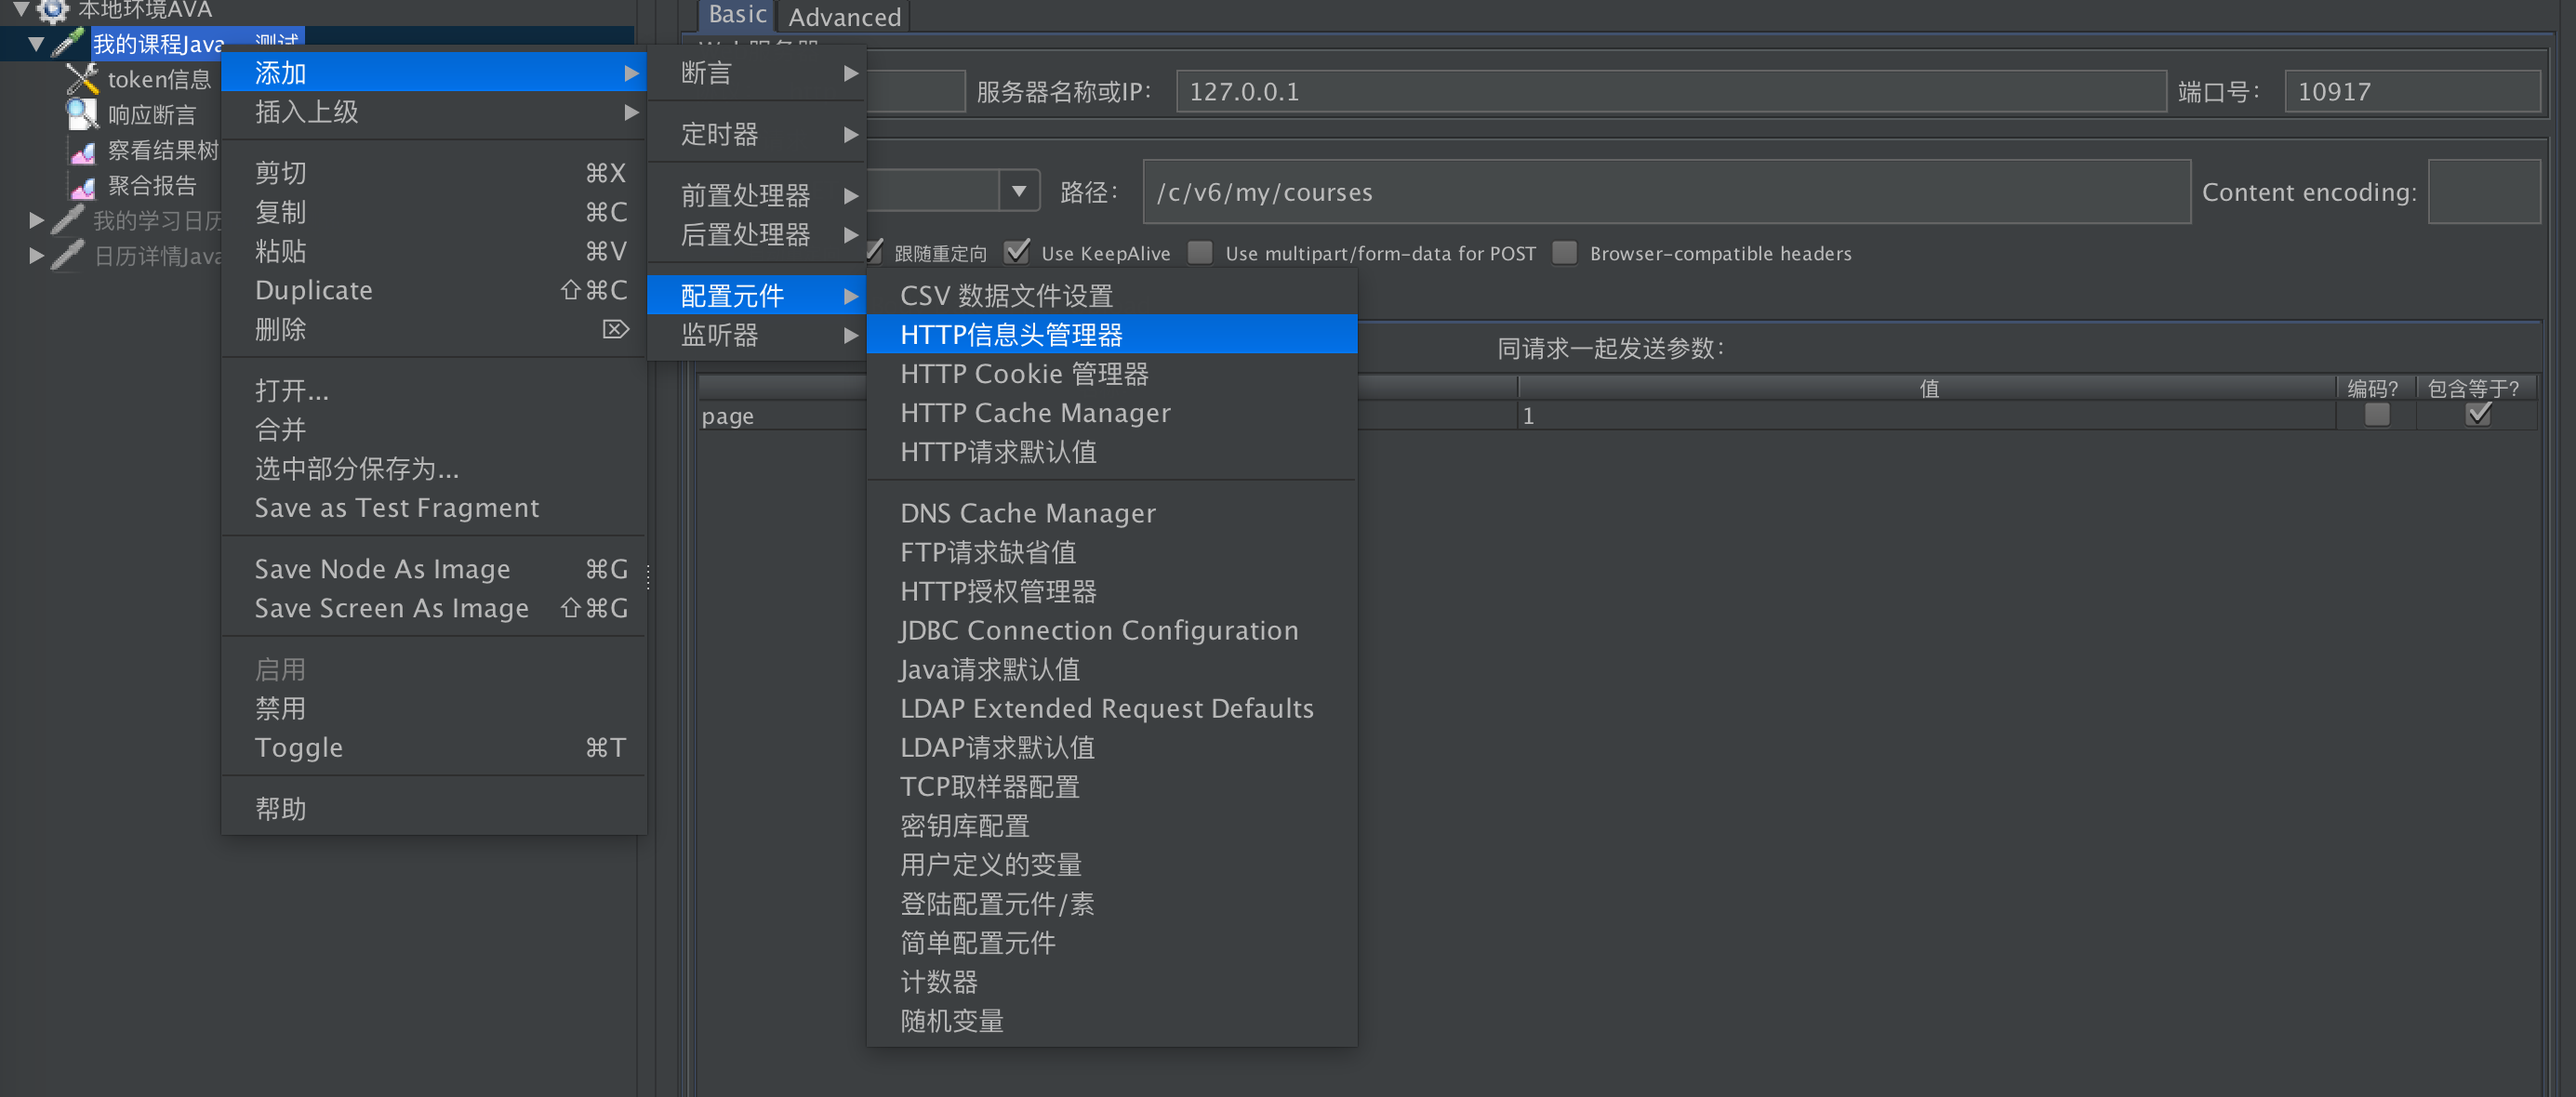 本地环境AVA
我的课程Java 测试
token信息
响应断言
察看结果树
聚合报告
我的学习日历
日历详情Java
添加
插入上级
剪切 ⌘X
复制 ⌘C
粘贴 ⌘V
Duplicate ⇧⌘C
删除 ⌦
打开...
合并
选中部分保存为...
Save as Test Fragment
Save Node As Image ⌘G
Save Screen As Image ⇧⌘G
启用
禁用
Toggle ⌘T
帮助
断言
定时器
前置处理器
后置处理器
配置元件
监听器
CSV 数据文件设置
HTTP信息头管理器
HTTP Cookie 管理器
HTTP Cache Manager
HTTP请求默认值
DNS Cache Manager
FTP请求缺省值
HTTP授权管理器
JDBC Connection Configuration
Java请求默认值
LDAP Extended Request Defaults
LDAP请求默认值
TCP取样器配置
密钥库配置
用户定义的变量
登陆配置元件/素
简单配置元件
计数器
随机变量
Basic Advanced
服务器名称或IP： 127.0.0.1 端口号： 10917
路径： /c/v6/my/courses Content encoding:
跟随重定向 Use KeepAlive Use multipart/form-data for POST Browser-compatible headers
同请求一起发送参数：
值 编码? 包含等于?
page 1